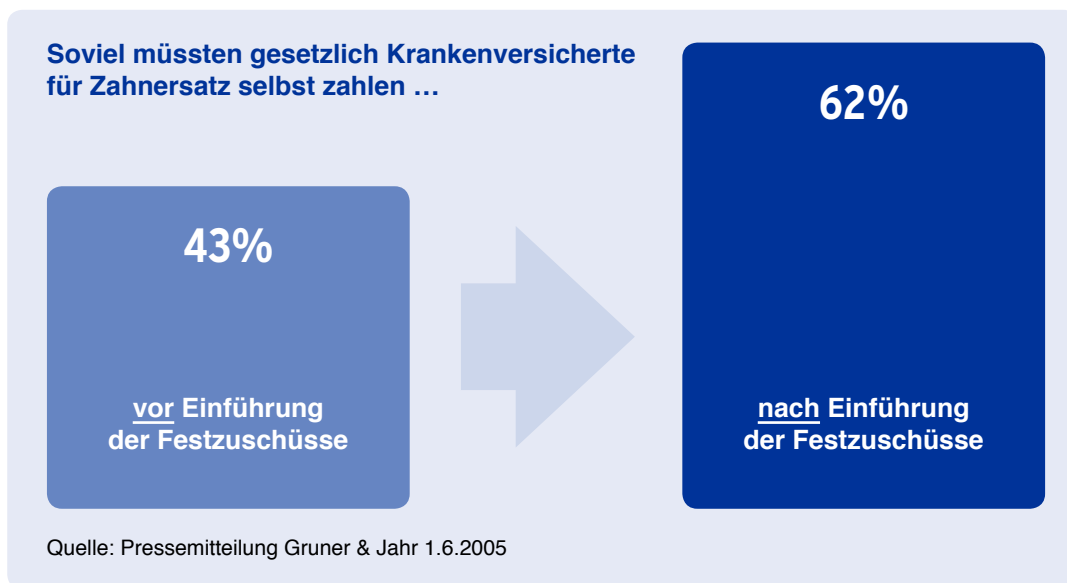 Soviel müssten gesetzlich Krankenversicherte
für Zahnersatz selbst zahlen …
43%
vor Einführung
der Festzuschüsse
62%
nach Einführung
der Festzuschüsse
Quelle: Pressemitteilung Gruner & Jahr 1.6.2005